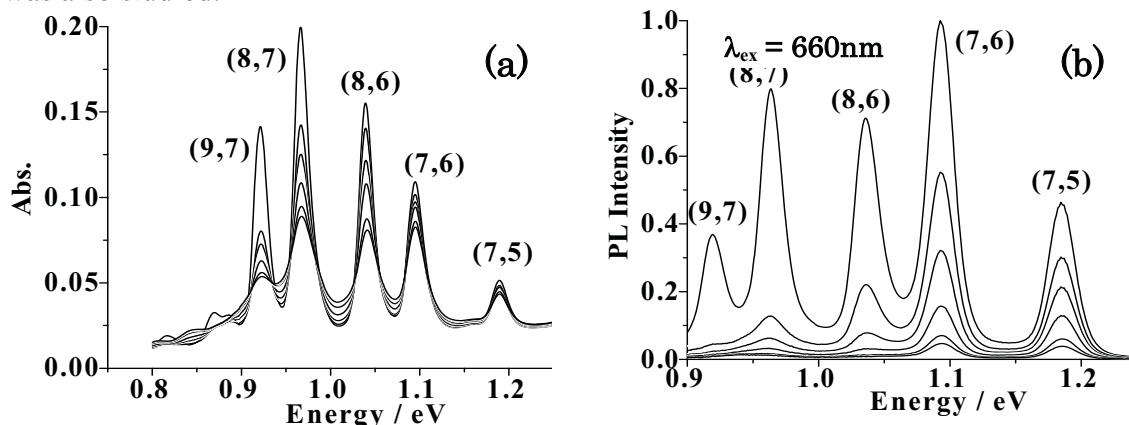 (a)
(8,7)
(8,6)
(9,7)
(7,6)
(7,5)
0.20
0.15
0.10
0.05
0.00
Abs.
0.8 0.9 1.0 1.1 1.2
Energy / eV
(b)
λex = 660nm
(7,6)
(8,7)
(8,6)
(7,5)
(9,7)
1.0
0.8
0.6
0.4
0.2
0.0
PL Intensity
0.9 1.0 1.1 1.2
Energy / eV